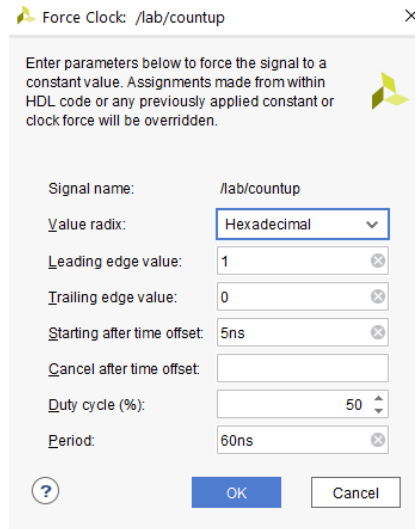 Force Clock: /lab/countup
Enter parameters below to force the signal to a
constant value. Assignments made from within
HDL code or any previously applied constant or
clock force will be overridden.
Signal name: /lab/countup
Value radix: Hexadecimal
Leading edge value: 1
Trailing edge value: 0
Starting after time offset: 5ns
Cancel after time offset:
Duty cycle (%): 50
Period: 60ns
? OK Cancel